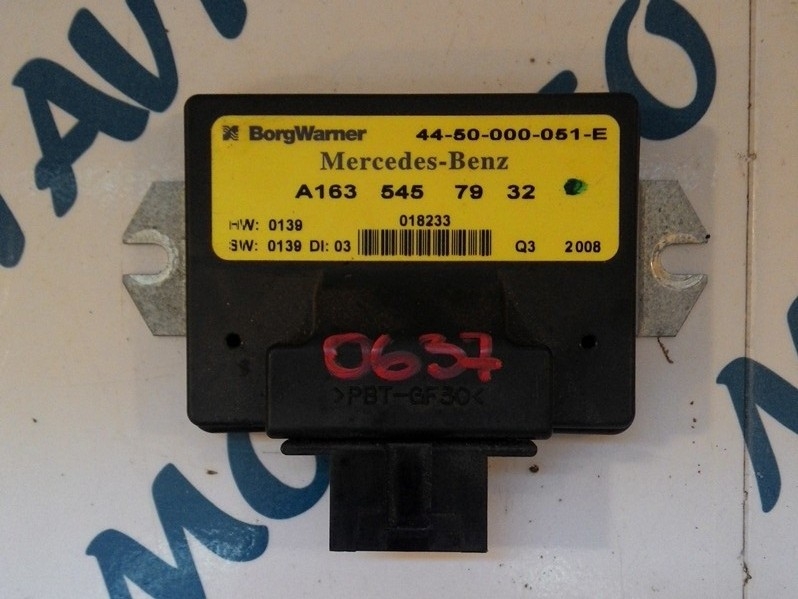 BorgWarner 44-50-000-051-E
Mercedes-Benz
A163 545 79 32
HW: 0139 018233
SW: 0139 DI: 03 Q3 2008
0637
>PBT-GF30<